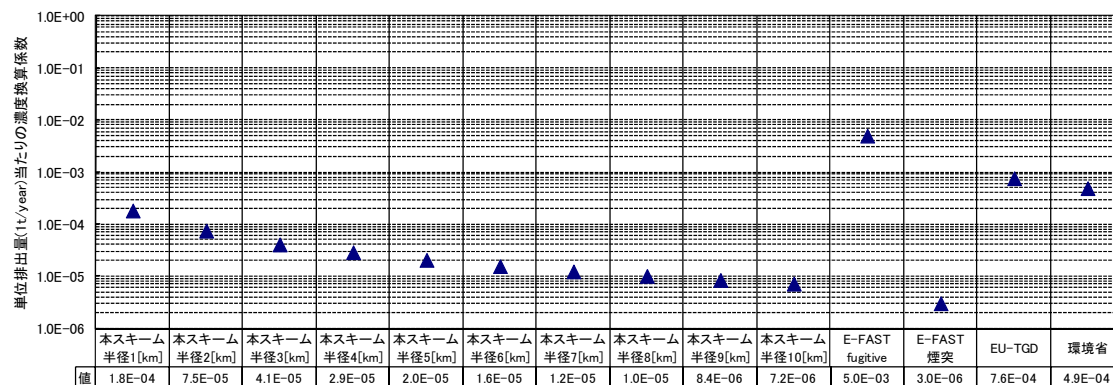 単位排出量(1t/year)当たりの濃度換算係数
1.0E+00
1.0E-01
1.0E-02
1.0E-03
1.0E-04
1.0E-05
1.0E-06
本スキーム 本スキーム 本スキーム 本スキーム 本スキーム 本スキーム 本スキーム 本スキーム 本スキーム 本スキーム E-FAST E-FAST EU-TGD 環境省
半径1[km] 半径2[km] 半径3[km] 半径4[km] 半径5[km] 半径6[km] 半径7[km] 半径8[km] 半径9[km] 半径10[km] fugitive 煙突
値 1.8E-04 7.5E-05 4.1E-05 2.9E-05 2.0E-05 1.6E-05 1.2E-05 1.0E-05 8.4E-06 7.2E-06 5.0E-03 3.0E-06 7.6E-04 4.9E-04